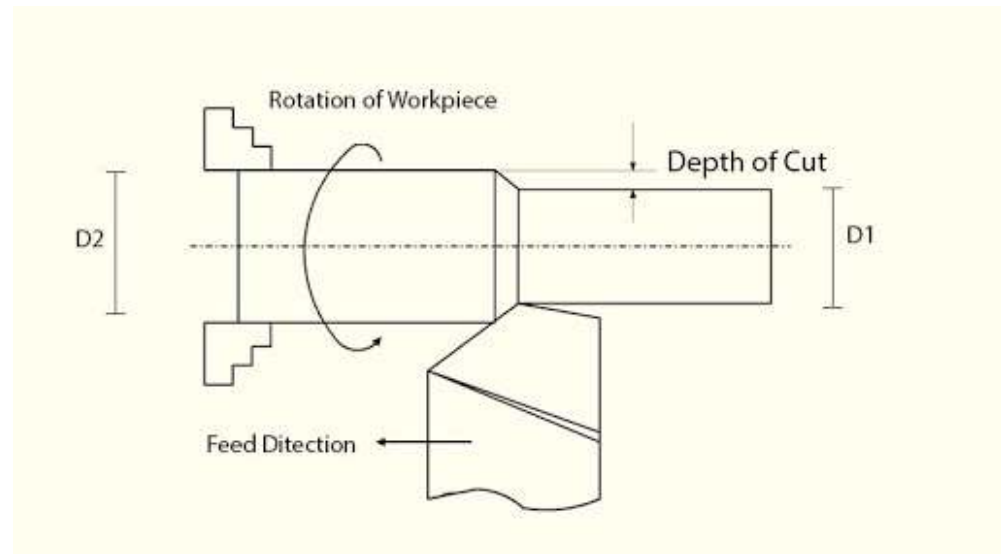 Rotation of Workpiece
Depth of Cut
D2
D1
Feed Ditection